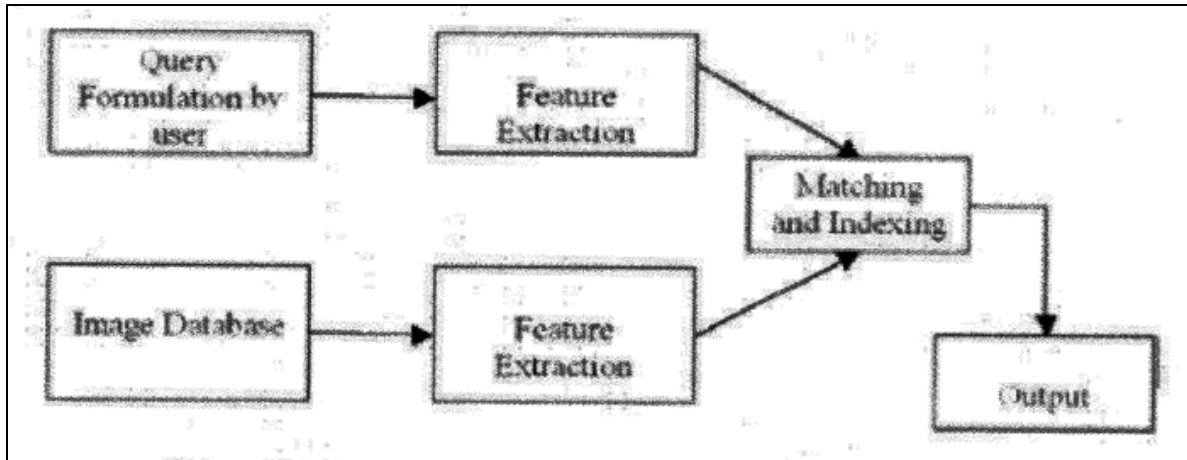 Query
Formulation by
user
Feature
Extraction
Matching
and Indexing
Image Database
Feature
Extraction
Output